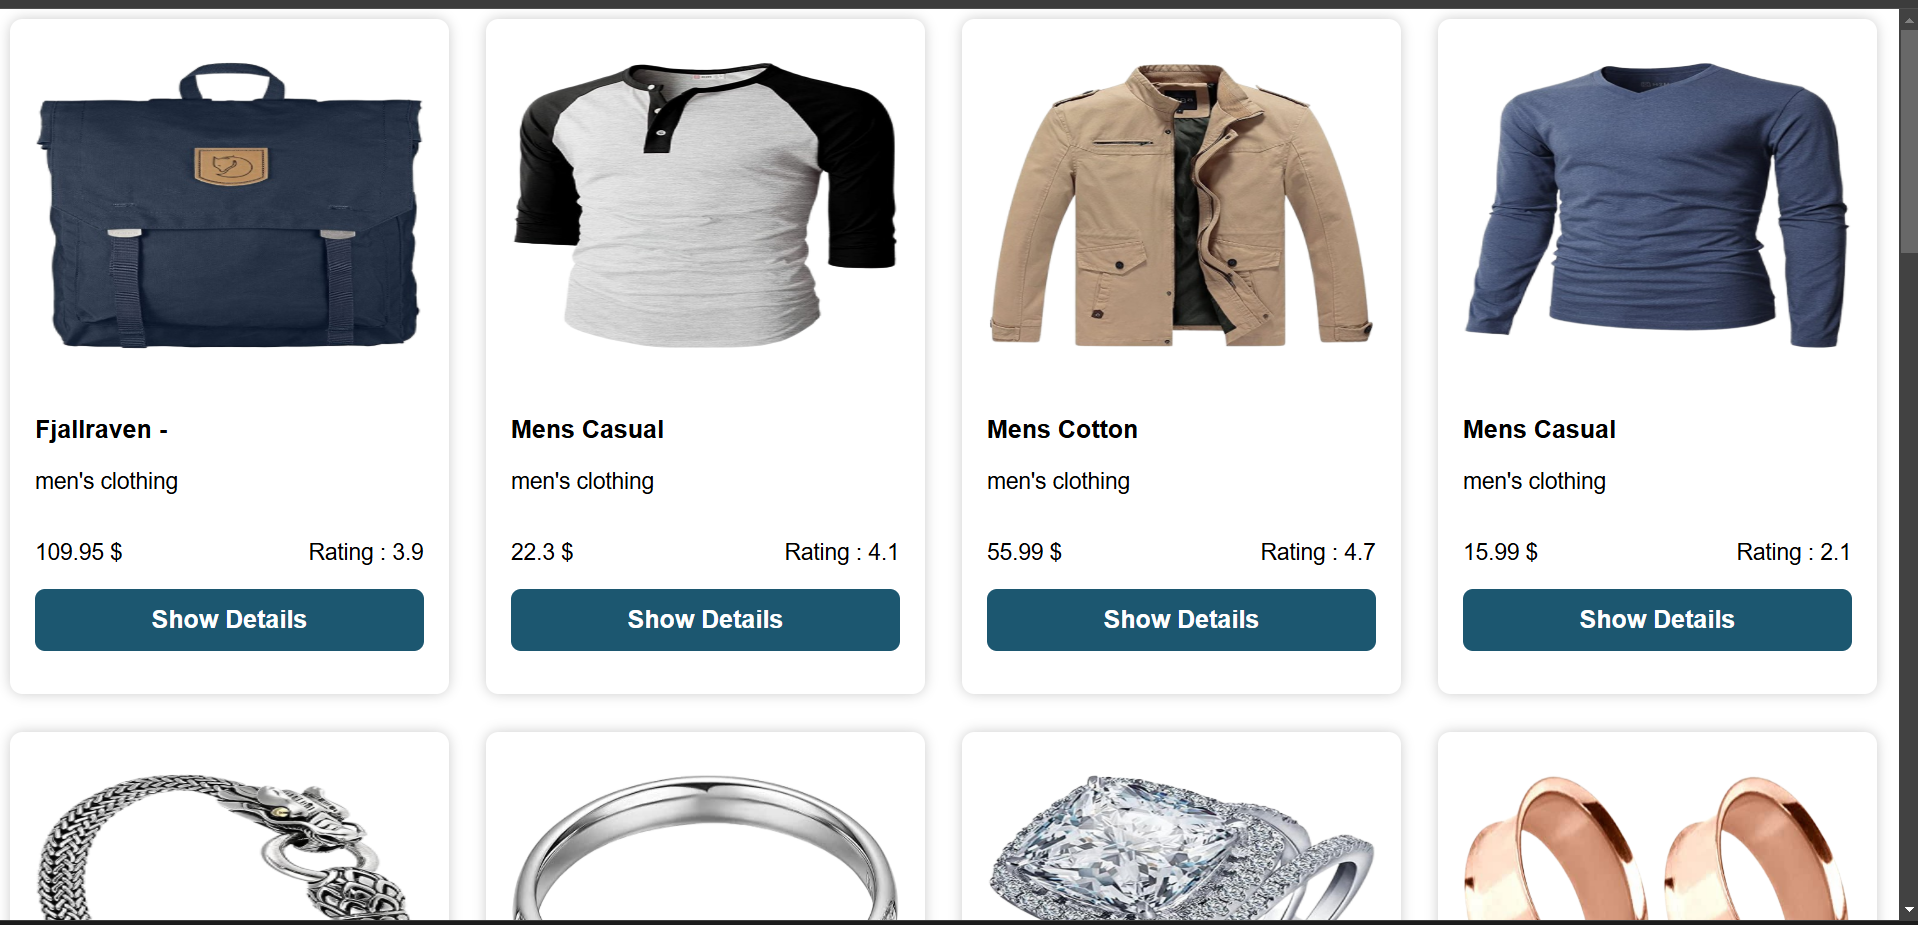 Fjallraven -
men's clothing
109.95 $
Rating : 3.9
Show Details
Mens Casual
men's clothing
22.3 $
Rating : 4.1
Show Details
Mens Cotton
men's clothing
55.99 $
Rating : 4.7
Show Details
Mens Casual
men's clothing
15.99 $
Rating : 2.1
Show Details